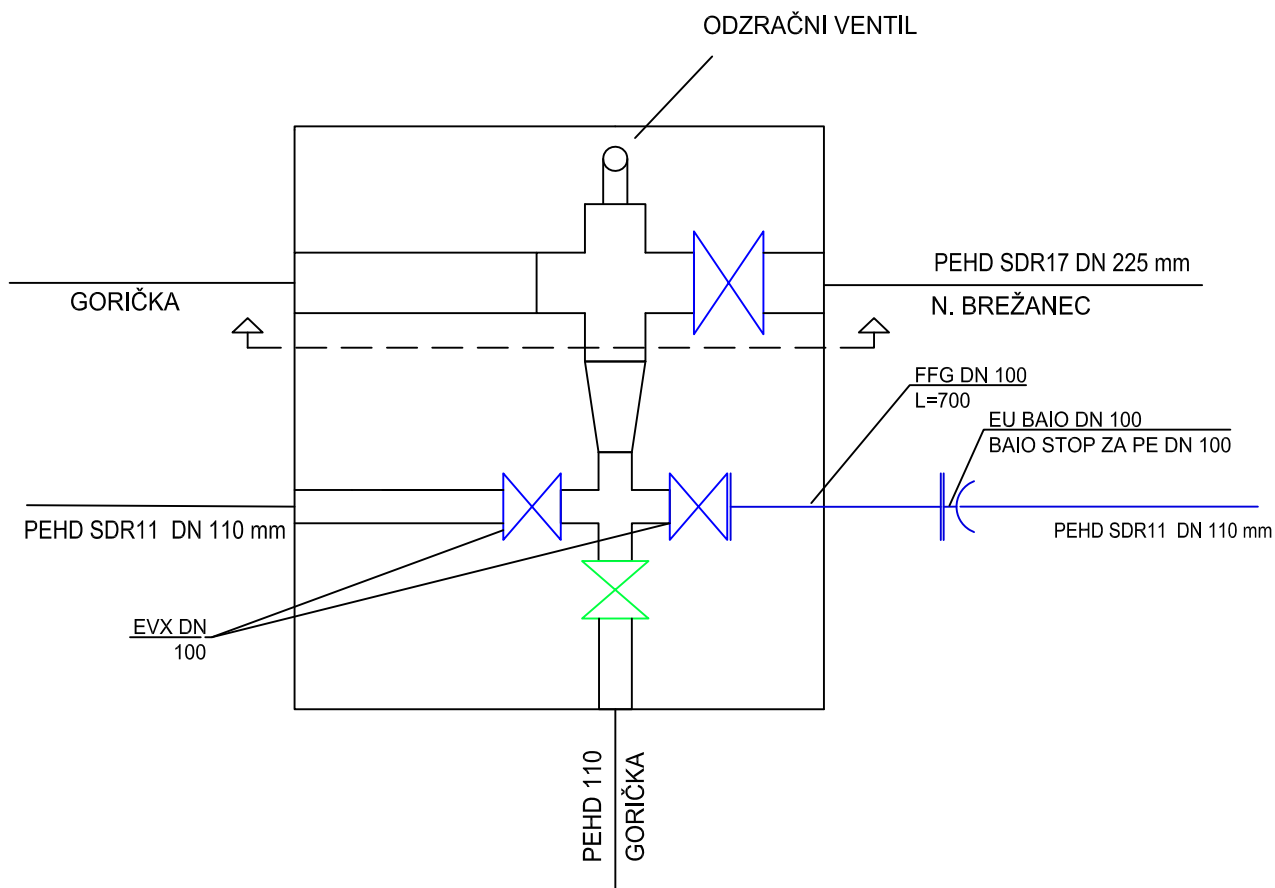 ODZRAČNI VENTIL
GORIČKA
PEHD SDR17 DN 225 mm
N. BREŽANEC
FFG DN 100
L=700
EU BAIO DN 100
BAIO STOP ZA PE DN 100
PEHD SDR11  DN 110 mm
PEHD SDR11  DN 110 mm
EVX DN
100
PEHD 110
GORIČKA